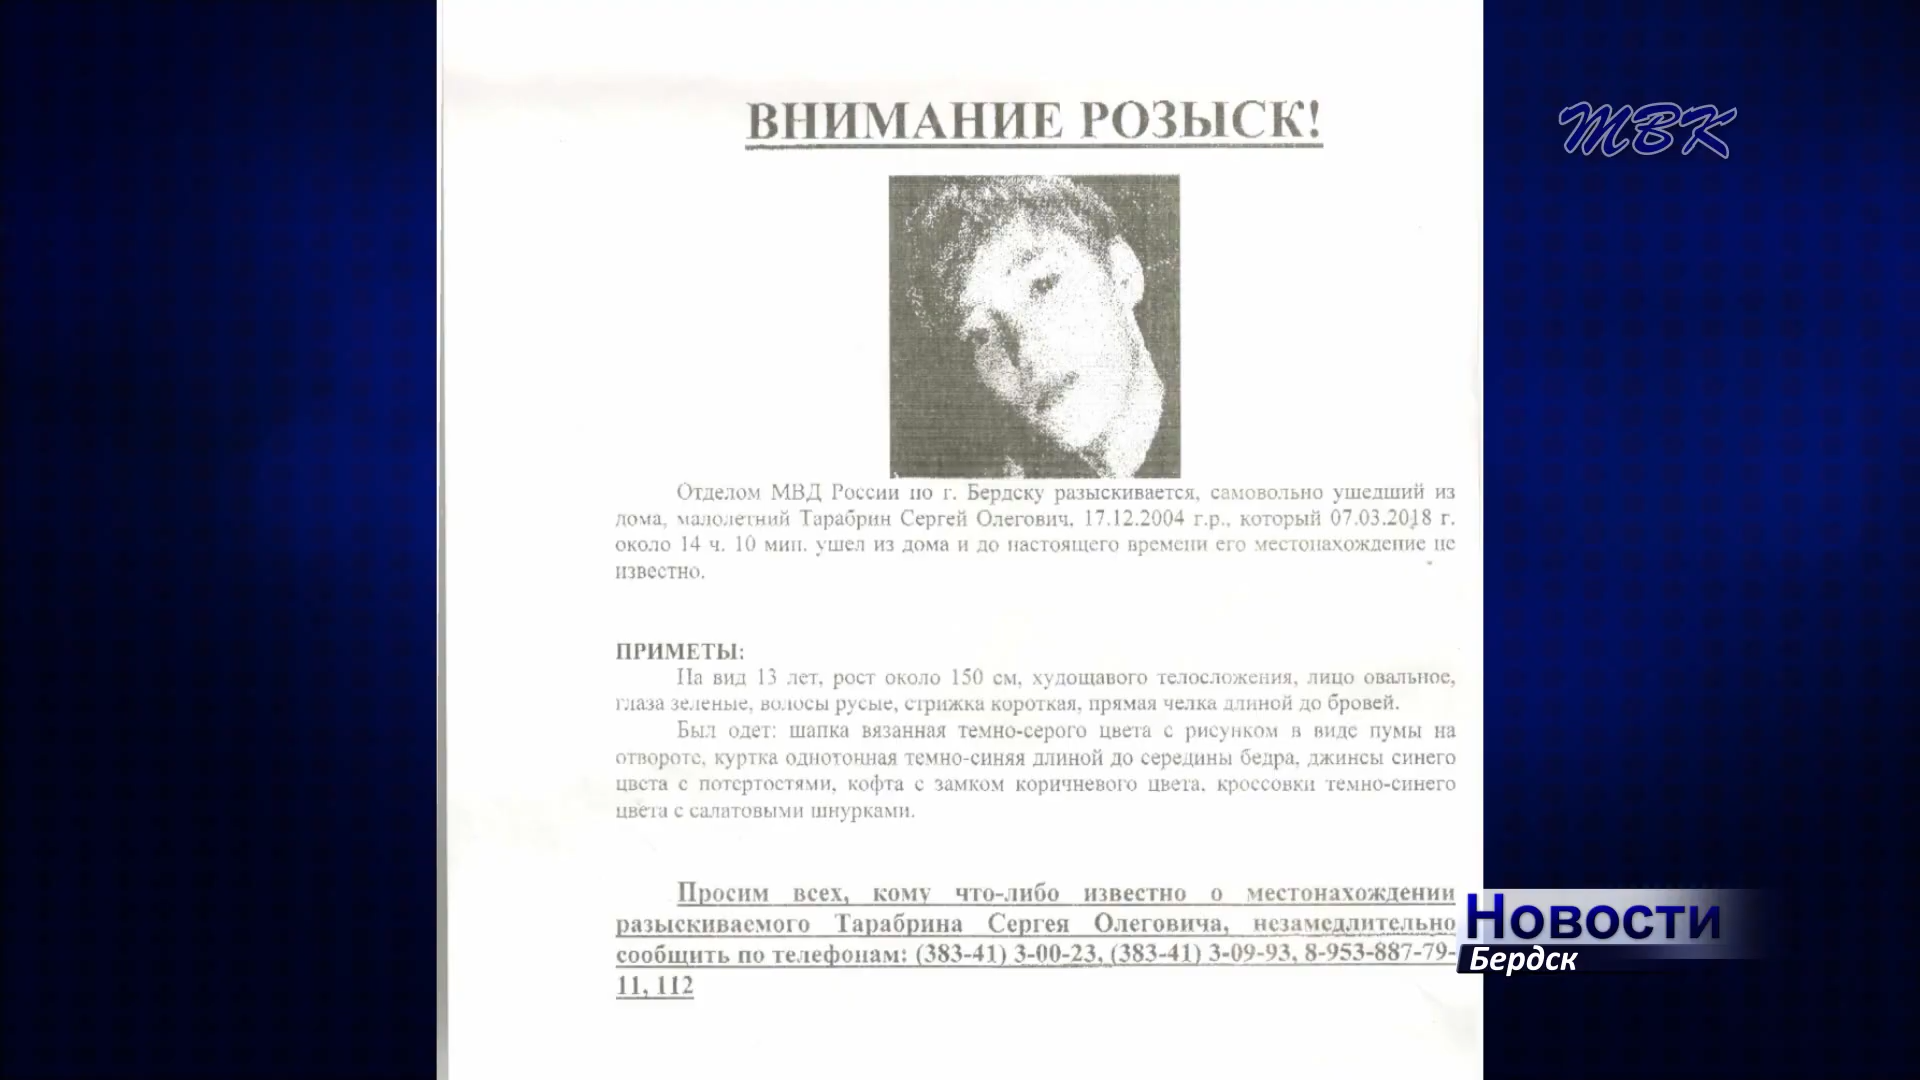 ВНИМАНИЕ РОЗЫСК!
ТВК
Отделом МВД России по г. Бердску разыскивается, самовольно ушедший из
дома, малолетний Тарабрин Сергей Олегович, 17.12.2004 г.р., который 07.03.2018 г.
около 14 ч. 10 мин. ушел из дома и до настоящего времени его местонахождение не
известно.
ПРИМЕТЫ:
На вид 13 лет, рост около 150 см, худощавого телосложения, лицо овальное,
глаза зеленые, волосы русые, стрижка короткая, прямая челка длиной до бровей.
Был одет: шапка вязанная темно-серого цвета с рисунком в виде пумы на
отвороте, куртка однотонная темно-синяя длиной до середины бедра, джинсы синего
цвета с потертостями, кофта с замком коричневого цвета, кроссовки темно-синего
цвета с салатовыми шнурками.
Просим всех, кому что-либо известно о местонахождении
разыскиваемого Тарабрина Сергея Олеговича, незамедлительно
сообщить по телефонам: (383-41) 3-00-23, (383-41) 3-09-93, 8-953-887-79-
11, 112
Новости
Бердск